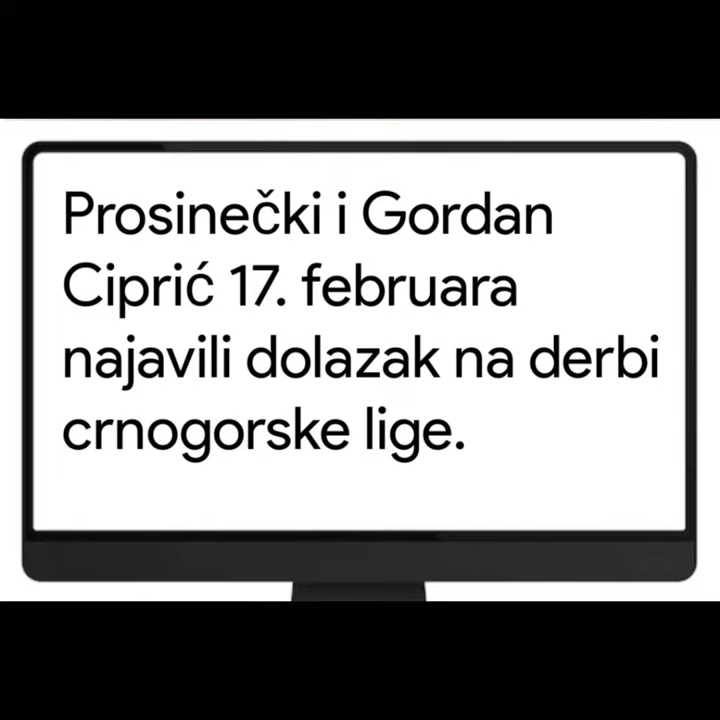 Prosinečki i Gordan
Ciprić 17. februara
najavili dolazak na derbi
crnogorske lige.